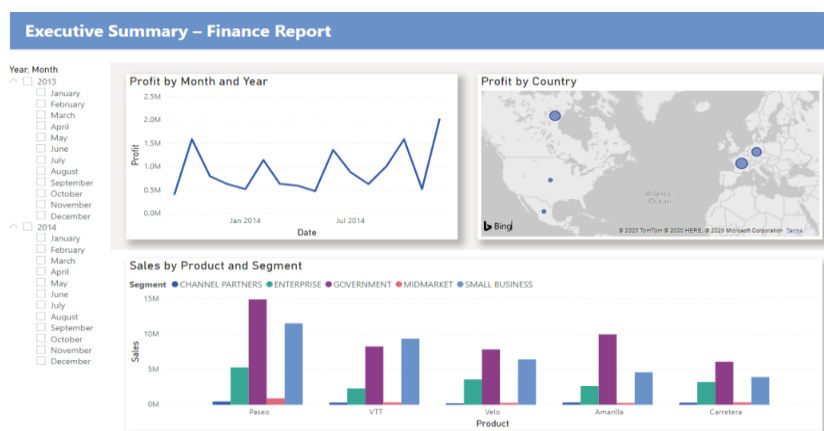 Executive Summary – Finance Report
Year, Month
2013
January
February
March
April
May
June
July
August
September
October
November
December
2014
January
February
March
April
May
June
July
August
September
October
November
December
Profit by Month and Year
2.5M
2.0M
1.5M
1.0M
0.5M
0.0M
Profit
Jan 2014 Jul 2014
Date
Profit by Country
Atlantic
Ocean
Bing
© 2020 TomTom © 2020 HERE, © 2020 Microsoft Corporation Terms
Sales by Product and Segment
Segment CHANNEL PARTNERS ENTERPRISE GOVERNMENT MIDMARKET SMALL BUSINESS
15M
10M
5M
0M
Sales
Paseo VTT Velo Amarilla Carretera
Product